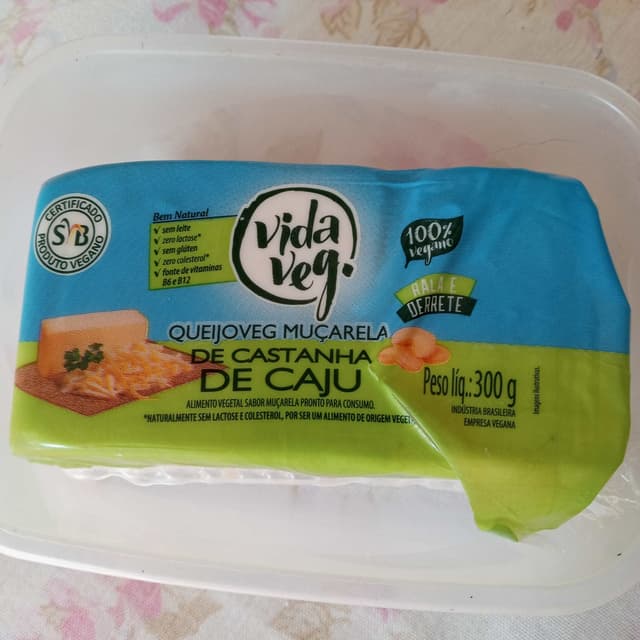 CERTIFICADO
SVB
PRODUTO VEGANO
Bem Natural
sem leite
zero lactose*
sem glúten
zero colesterol*
fonte de vitaminas
B6 e B12
vida
veg.
100%
vegano
RALA E
DERRETE
QUEIJOVEG MUÇARELA
DE CASTANHA
DE CAJU
ALIMENTO VEGETAL SABOR MUÇARELA PRONTO PARA CONSUMO.
*NATURALMENTE SEM LACTOSE E COLESTEROL, POR SER UM ALIMENTO DE ORIGEM VEGET
Peso líq.: 300 g
INDÚSTRIA BRASILEIRA
EMPRESA VEGANA
Imagens ilustrativas.